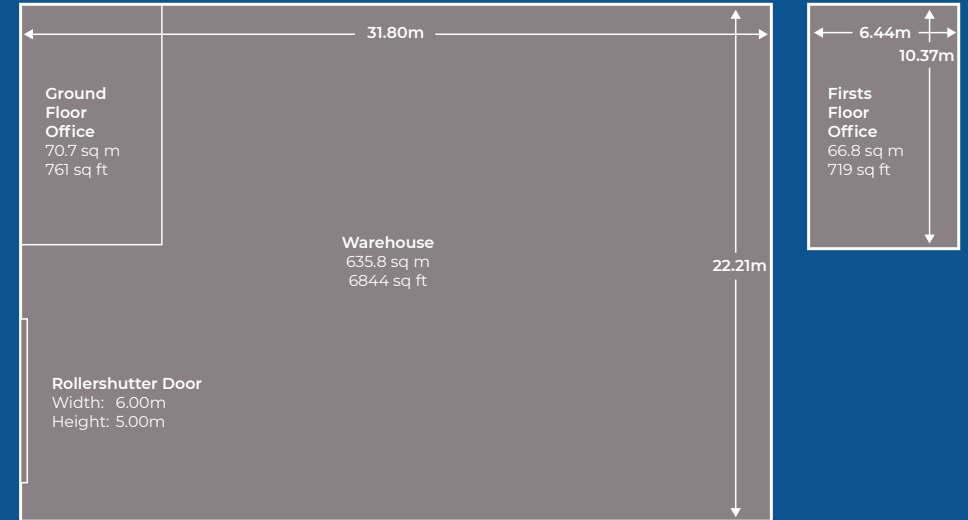 31.80m
6.44m
10.37m
Ground
Floor
Office
70.7 sq m
761 sq ft
Firsts
Floor
Office
66.8 sq m
719 sq ft
Warehouse
635.8 sq m
6844 sq ft
22.21m
Rollershutter Door
Width: 6.00m
Height: 5.00m